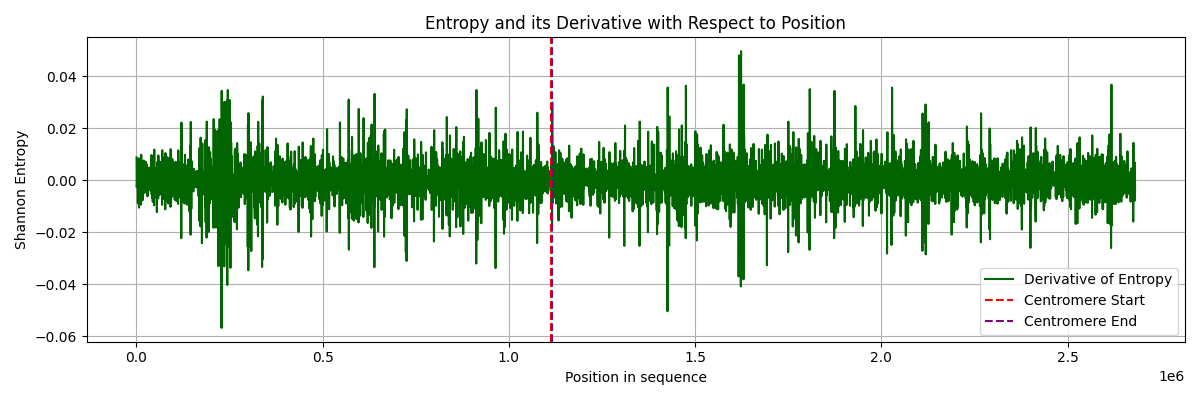 Entropy and its Derivative with Respect to Position
Shannon Entropy
0.04
0.02
0.00
−0.02
−0.04
−0.06
Derivative of Entropy
Centromere Start
Centromere End
0.0 0.5 1.0 1.5 2.0 2.5
1e6
Position in sequence